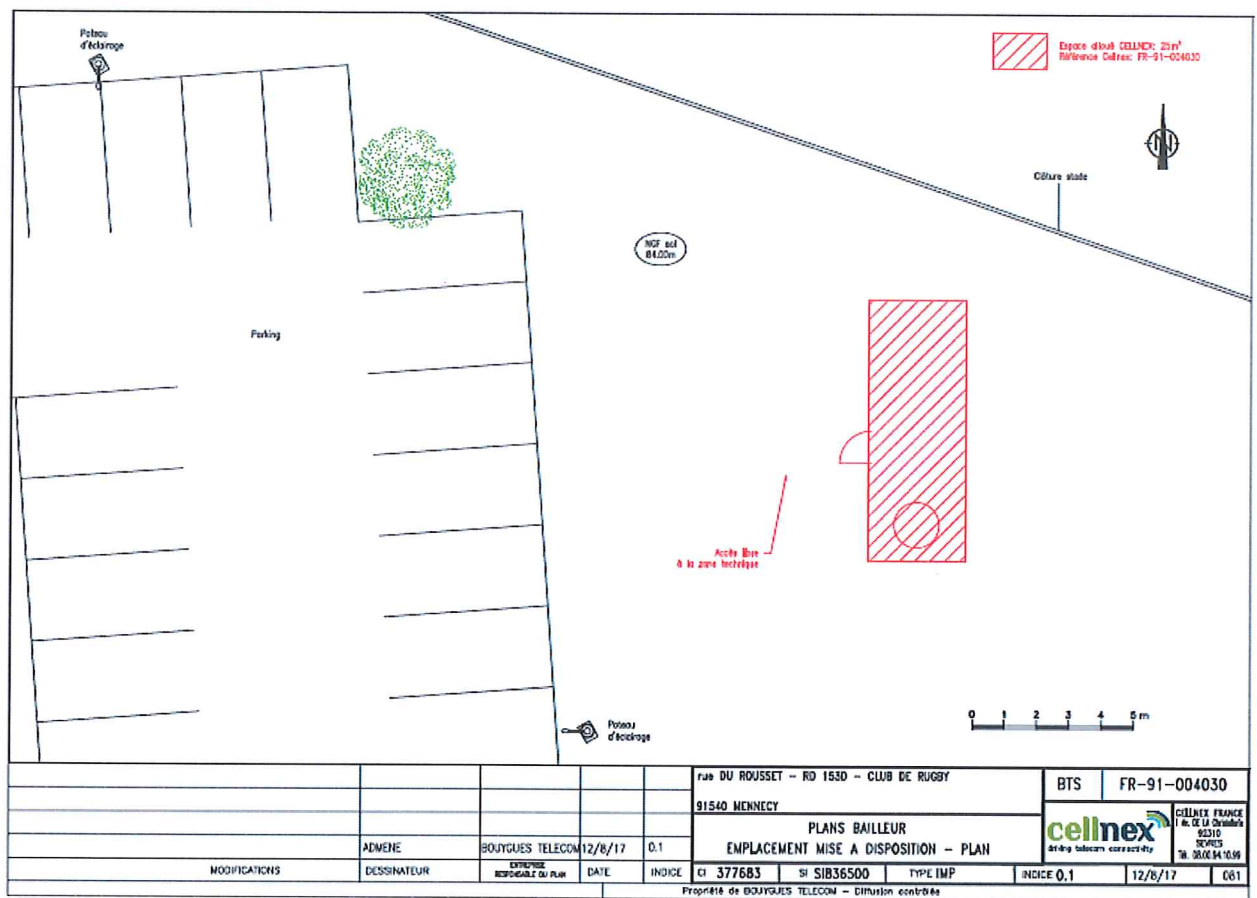 Poteau
d'éclairage
Espace alloué CELLNEX: 25m²
Référence Cellnex: FR-91-004030
N
Clôture stade
NGF sol
84.00m
Parking
Accès libre
à la zone technique
0 1 2 3 4 5 m
Poteau
d'éclairage
rue DU ROUSSET - RD 153D - CLUB DE RUGBY
91540 MENNECY
BTS FR-91-004030
PLANS BAILLEUR
EMPLACEMENT MISE A DISPOSITION - PLAN
cellnex
driving telecom connectivity
CELLNEX FRANCE
92310
SEVRES
ADMENE BOUYGUES TELECOM 12/8/17 0.1
MODIFICATIONS DESSINATEUR ENTREPRISE RESPONSABLE DU PLAN DATE INDICE
CI 377683 SI SIB36500 TYPE IMP INDICE 0.1 12/8/17 081
Propriété de BOUYGUES TELECOM - Diffusion contrôlée